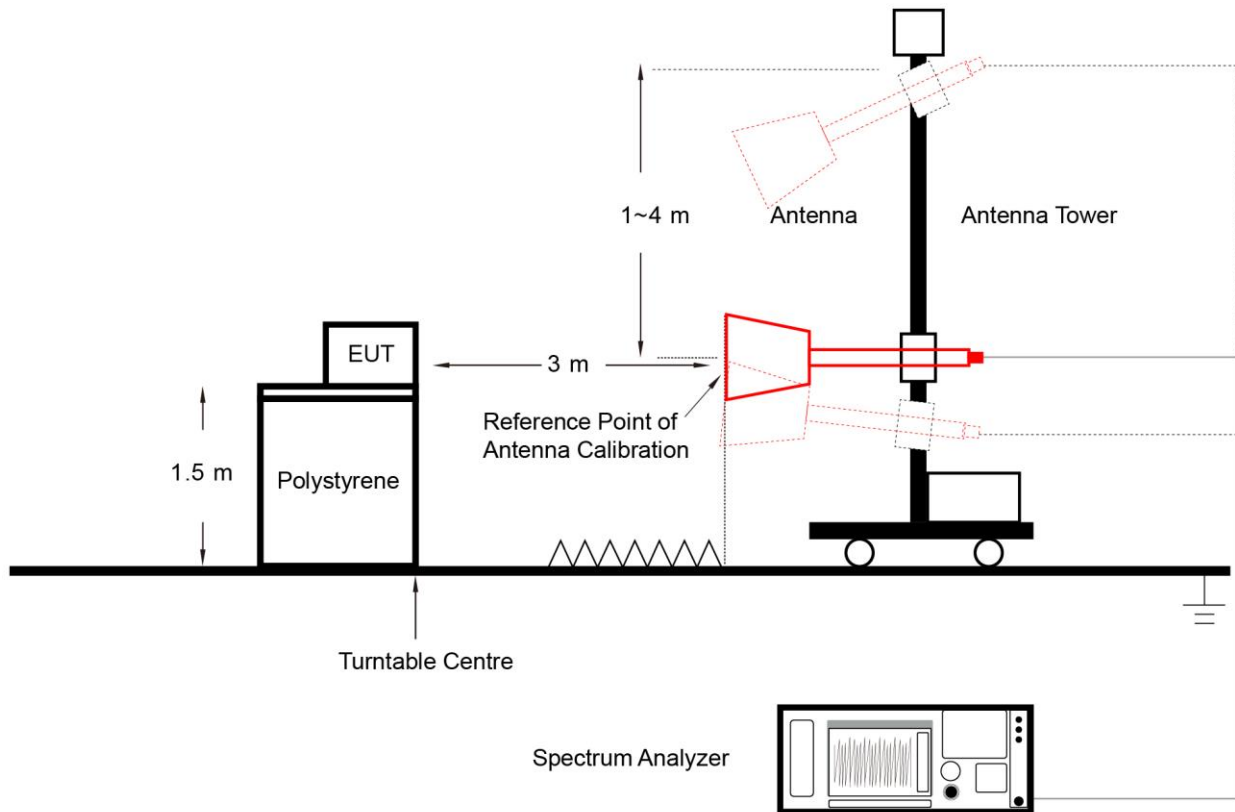 1~4 m
Antenna
Antenna Tower
EUT
3 m
Reference Point of
Antenna Calibration
1.5 m
Polystyrene
Turntable Centre
Spectrum Analyzer